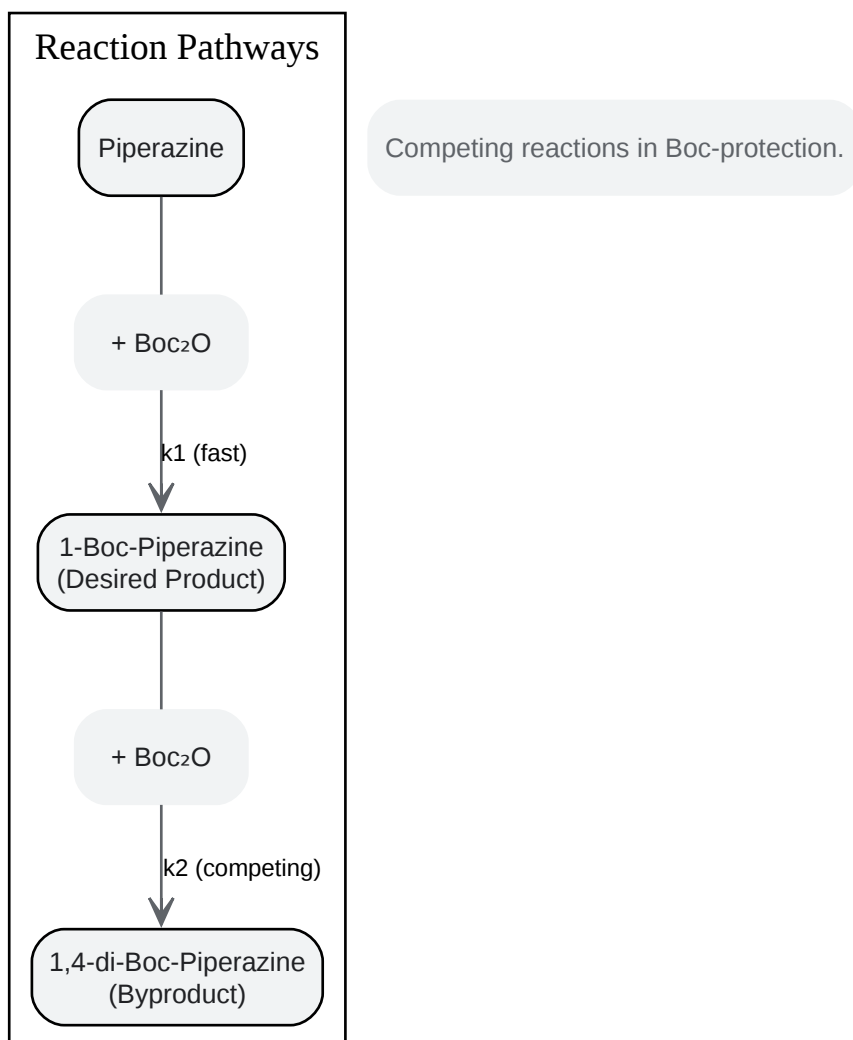 Reaction Pathways
Piperazine
Competing reactions in Boc-protection.
+ Boc₂O
k1 (fast)
1-Boc-Piperazine
(Desired Product)
+ Boc₂O
k2 (competing)
1,4-di-Boc-Piperazine
(Byproduct)